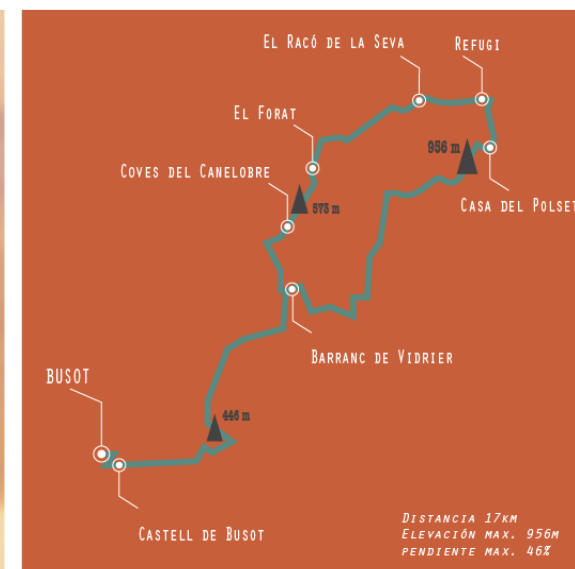 El Racó de la Seva
Refugi
El Forat
956 m
Coves del Canelobre
Casa del Polset
573 m
Barranc de Vidrier
Busot
446 m
Castell de Busot
Distancia 17km
Elevación max. 956m
pendiente max. 46%